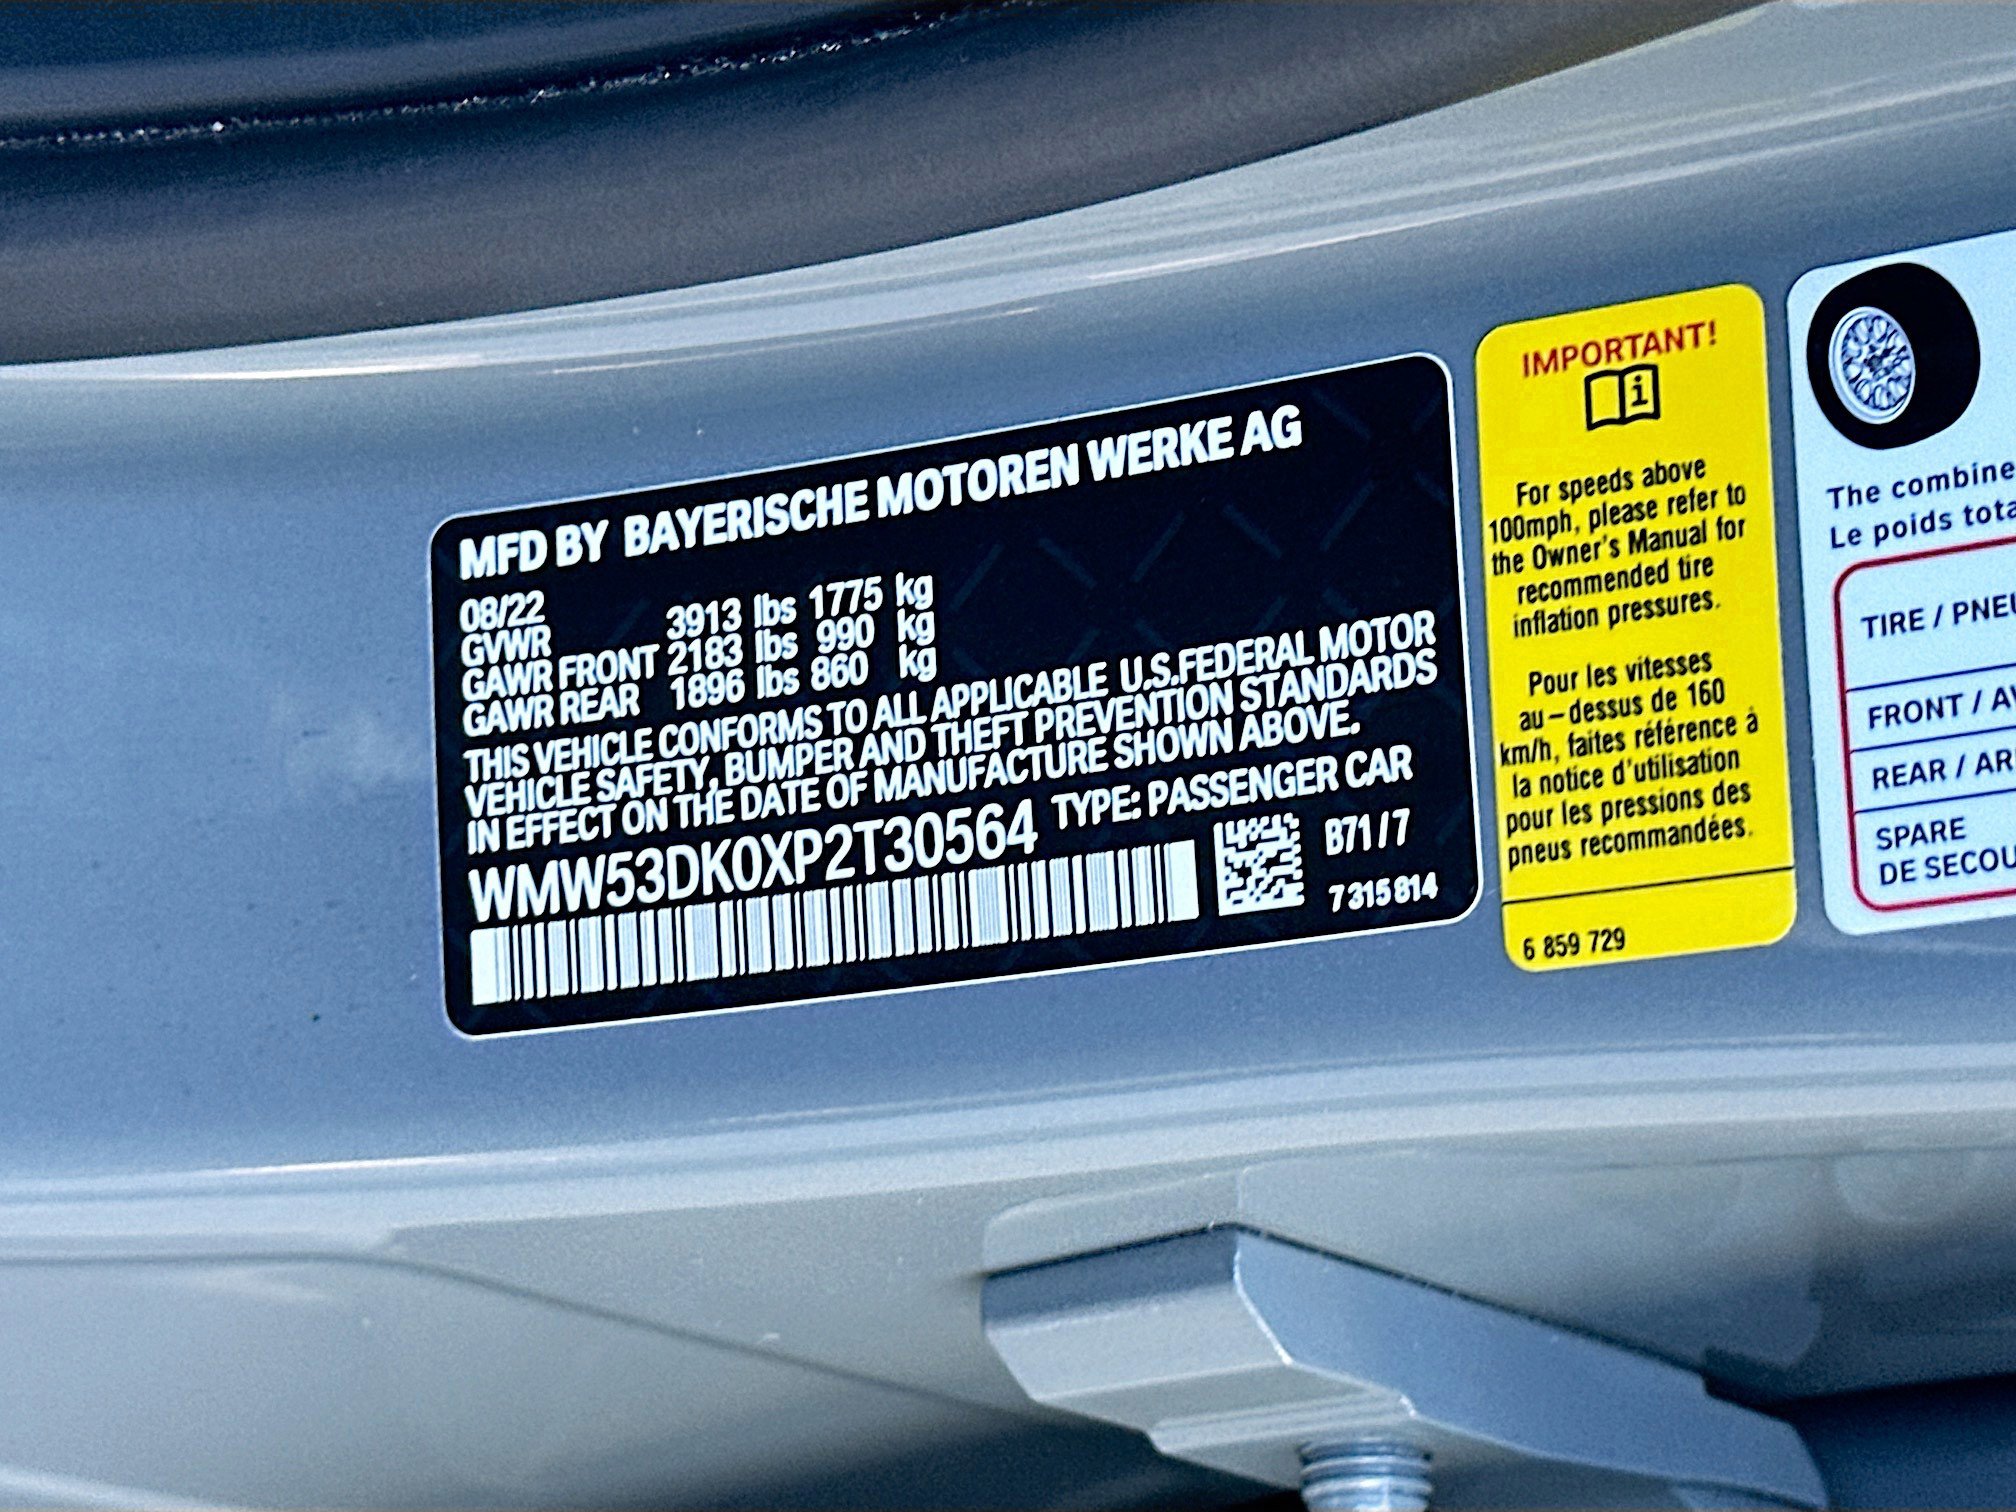 MFD BY BAYERISCHE MOTOREN WERKE AG
08/22
GVWR 3913 lbs 1775 kg
GAWR FRONT 2183 lbs 990 kg
GAWR REAR 1896 lbs 860 kg
THIS VEHICLE CONFORMS TO ALL APPLICABLE U.S.FEDERAL MOTOR
VEHICLE SAFETY, BUMPER AND THEFT PREVENTION STANDARDS
IN EFFECT ON THE DATE OF MANUFACTURE SHOWN ABOVE.
WMW53DK0XP2T30564 TYPE: PASSENGER CAR
B71/7
7 315 814
IMPORTANT!
i
For speeds above
100mph, please refer to
the Owner's Manual for
recommended tire
inflation pressures.
Pour les vitesses
au-dessus de 160
km/h, faites référence à
la notice d'utilisation
pour les pressions des
pneus recommandées.
6 859 729
The combine
Le poids tota
TIRE / PNEU
FRONT / AV
REAR / AR
SPARE
DE SECOU